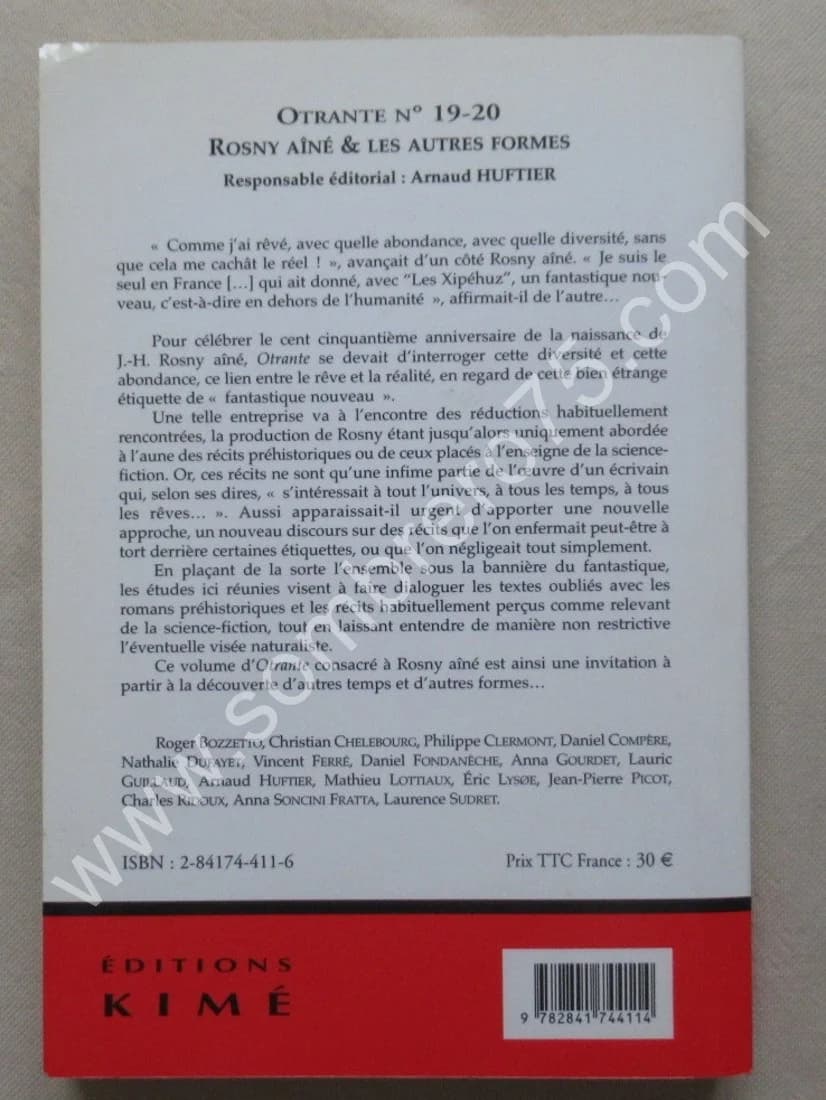 OTRANTE N° 19-20
ROSNY AÎNÉ & LES AUTRES FORMES
Responsable éditorial : Arnaud HUFTIER
« Comme j'ai rêvé, avec quelle abondance, avec quelle diversité, sans
que cela me cachât le réel ! », avançait d'un côté Rosny aîné. « Je suis le
seul en France [...] qui ait donné, avec "Les Xipéhuz", un fantastique nou-
veau, c'est-à-dire en dehors de l'humanité », affirmait-il de l'autre...
Pour célébrer le cent cinquantième anniversaire de la naissance de
J.-H. Rosny aîné, Otrante se devait d'interroger cette diversité et cette
abondance, ce lien entre le rêve et la réalité, en regard de cette bien étrange
étiquette de « fantastique nouveau ».
Une telle entreprise va à l'encontre des réductions habituellement
rencontrées, la production de Rosny étant jusqu'alors uniquement abordée
à l'aune des récits préhistoriques ou de ceux placés à l'enseigne de la science-
fiction. Or, ces récits ne sont qu'une infime partie de l'œuvre d'un écrivain
qui, selon ses dires, « s'intéressait à tout l'univers, à tous les temps, à tous
les rêves... ». Aussi apparaissait-il urgent d'apporter une nouvelle
approche, un nouveau discours sur des récits que l'on enfermait peut-être à
tort derrière certaines étiquettes, ou que l'on négligeait tout simplement.
En plaçant de la sorte l'ensemble sous la bannière du fantastique,
les études ici réunies visent à faire dialoguer les textes oubliés avec les
romans préhistoriques et les récits habituellement perçus comme relevant
de la science-fiction, tout en laissant entendre de manière non restrictive
l'éventuelle visée naturaliste.
Ce volume d'Otrante consacré à Rosny aîné est ainsi une invitation à
partir à la découverte d'autres temps et d'autres formes...
Roger BOZZETTO, Christian CHELEBOURG, Philippe CLERMONT, Daniel COMPÈRE,
Nathalie DUFAYET, Vincent FERRÉ, Daniel FONDANÈCHE, Anna GOURDET, Lauric
GUILLAUD, Arnaud HUFTIER, Mathieu LOTTIAUX, Éric LYSØE, Jean-Pierre PICOT,
Charles RIDOUX, Anna SONCINI FRATTA, Laurence SUDRET.
ISBN : 2-84174-411-6
Prix TTC France : 30 €
ÉDITIONS
KIMÉ
9 782841 744114
www.sombrero75.com